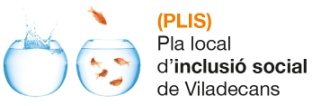 (PLIS)
Pla local
d'inclusió social
de Viladecans